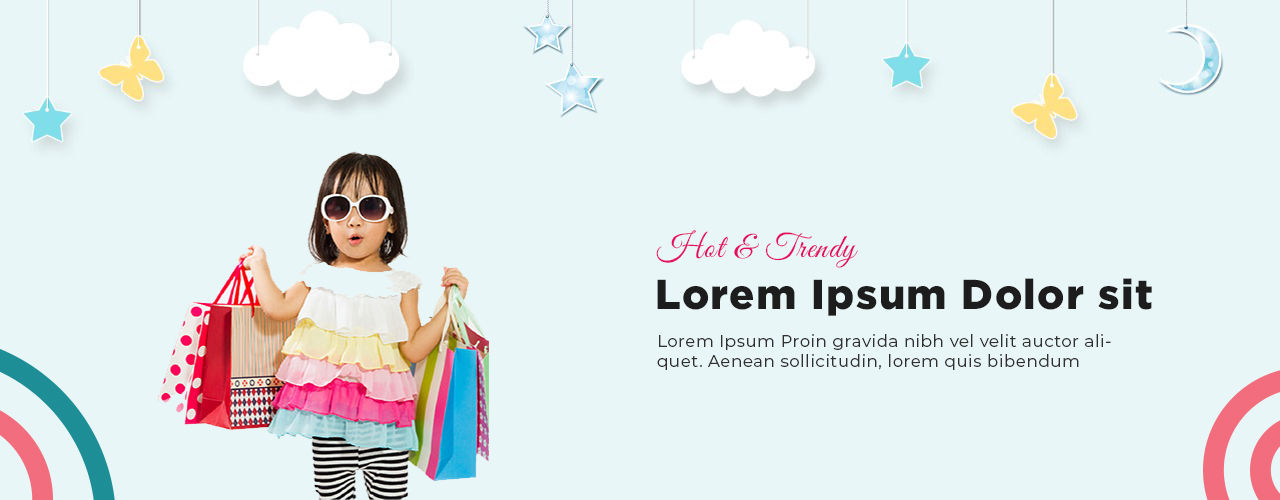 Hot & Trendy
Lorem Ipsum Dolor sit
Lorem Ipsum Proin gravida nibh vel velit auctor ali-
quet. Aenean sollicitudin, lorem quis bibendum